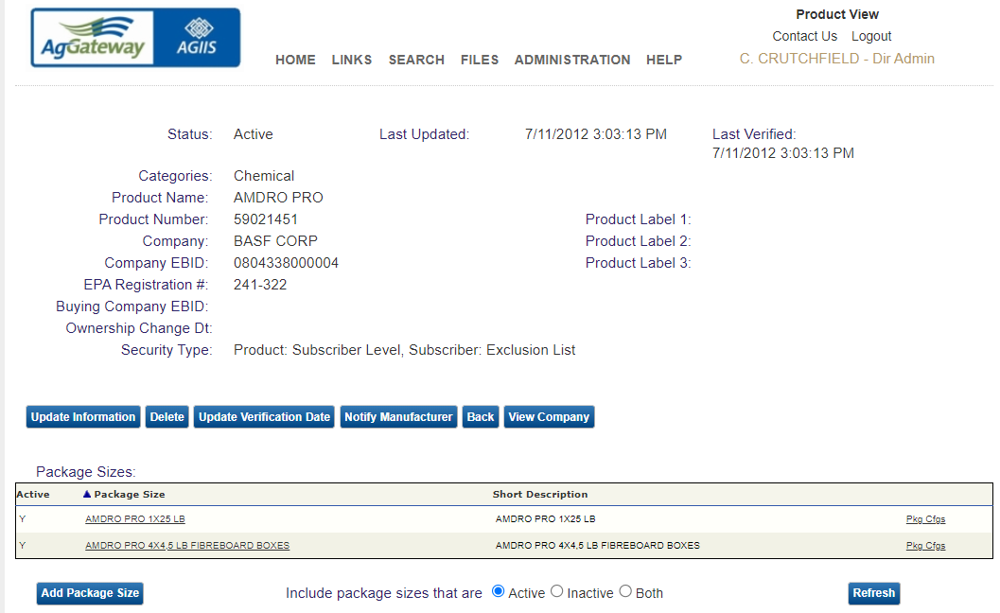 Product View
AgGateway AGIIS
Contact Us Logout
HOME LINKS SEARCH FILES ADMINISTRATION HELP
C. CRUTCHFIELD - Dir Admin
Status: Active Last Updated: 7/11/2012 3:03:13 PM Last Verified:
7/11/2012 3:03:13 PM
Categories: Chemical
Product Name: AMDRO PRO
Product Number: 59021451 Product Label 1:
Company: BASF CORP Product Label 2:
Company EBID: 0804338000004 Product Label 3:
EPA Registration #: 241-322
Buying Company EBID:
Ownership Change Dt:
Security Type: Product: Subscriber Level, Subscriber: Exclusion List
Update Information Delete Update Verification Date Notify Manufacturer Back View Company
Package Sizes:
Active Package Size Short Description
Y AMDRO PRO 1X25 LB AMDRO PRO 1X25 LB Pkg Cfgs
Y AMDRO PRO 4X4,5 LB FIBREBOARD BOXES AMDRO PRO 4X4,5 LB FIBREBOARD BOXES Pkg Cfgs
Add Package Size Include package sizes that are Active Inactive Both Refresh